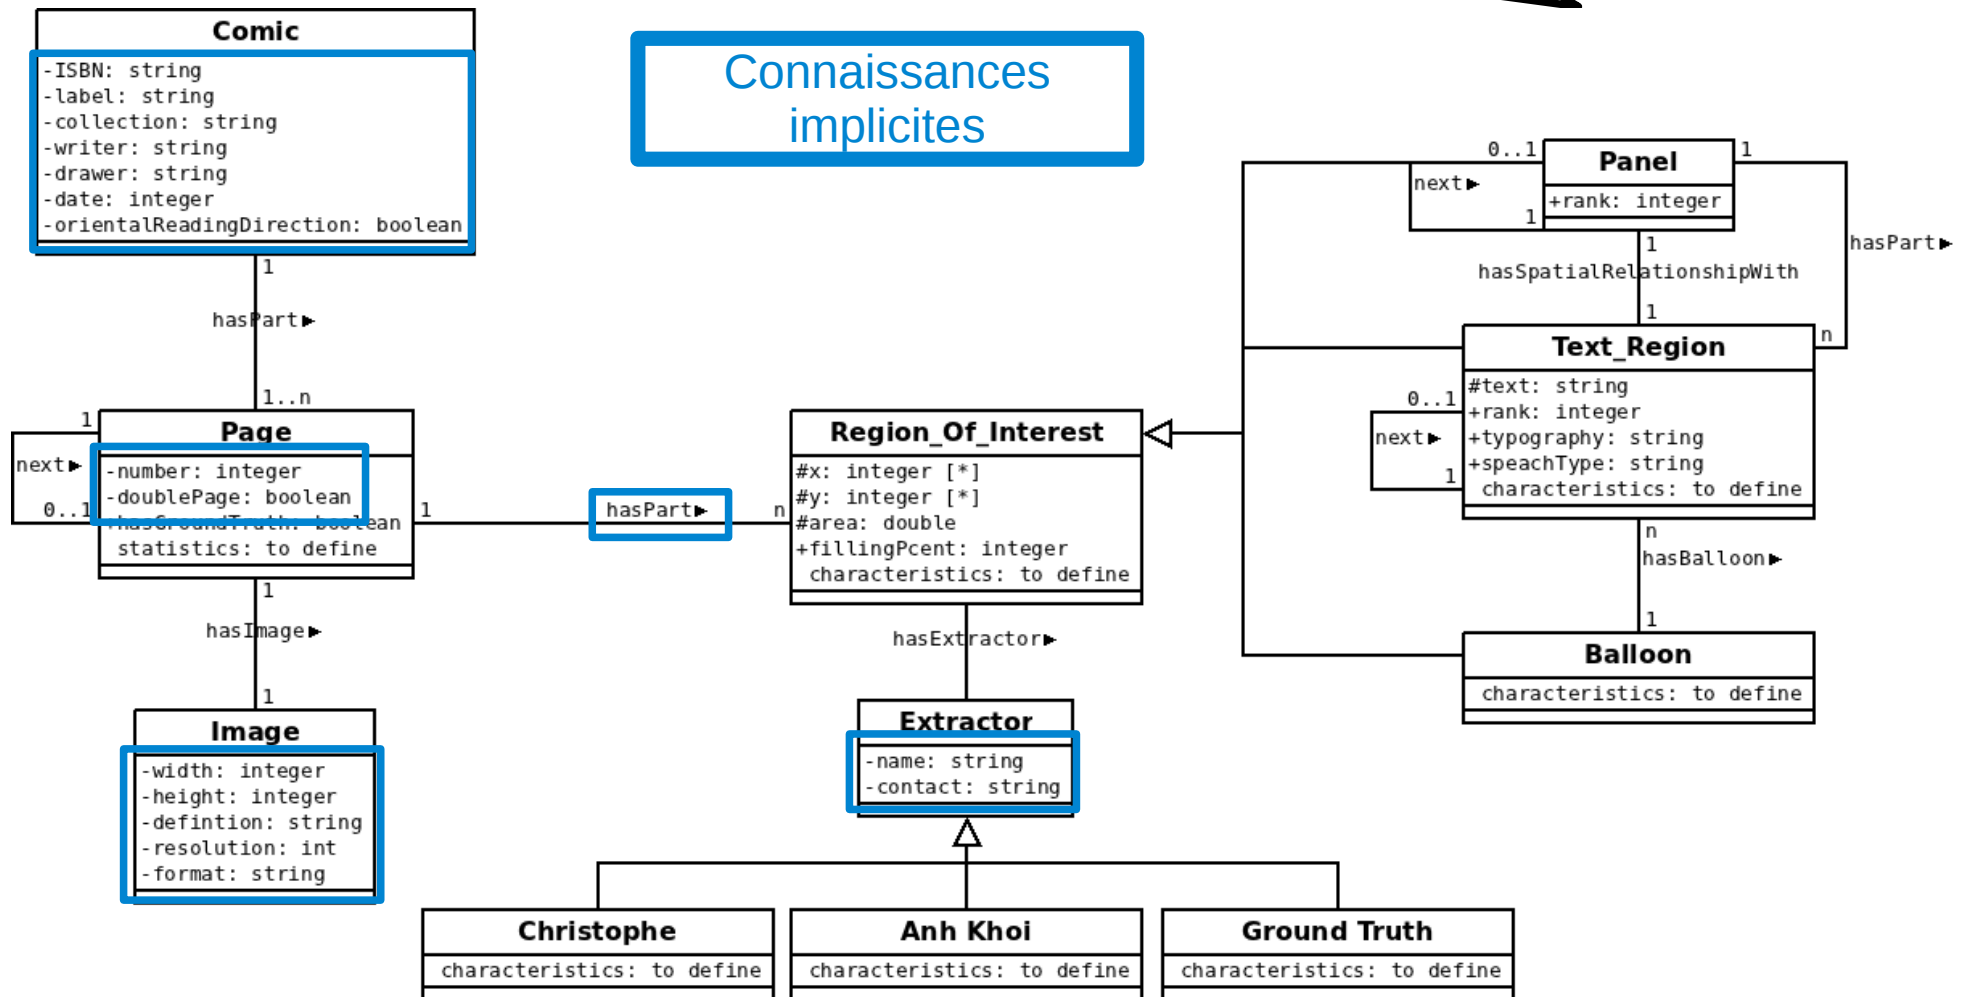 Comic
-ISBN: string
-label: string
-collection: string
-writer: string
-drawer: string
-date: integer
-orientalReadingDirection: boolean
1
hasPart►
1..n
Connaissances
implicites
Page
-number: integer
-doublePage: boolean
+hasGroundTruth: boolean
statistics: to define
1
next►
0..1
1
hasPart►
n
1
hasImage►
1
Image
-width: integer
-height: integer
-defintion: string
-resolution: int
-format: string
Region_Of_Interest
#x: integer [*]
#y: integer [*]
#area: double
+fillingPcent: integer
characteristics: to define
hasExtractor►
Extractor
-name: string
-contact: string
Christophe
characteristics: to define
Anh Khoi
characteristics: to define
Ground Truth
characteristics: to define
Panel
+rank: integer
0..1
next►
1
1
hasPart►
n
1
hasSpatialRelationshipWith
1
Text_Region
#text: string
+rank: integer
+typography: string
+speachType: string
characteristics: to define
0..1
next►
1
n
hasBalloon►
1
Balloon
characteristics: to define